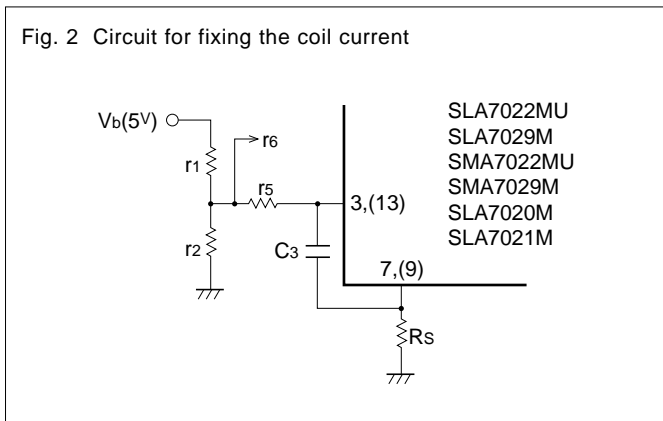 Fig. 2 Circuit for fixing the coil current
Vb(5V)
r6
r1
r5
3,(13)
r2
C3
7,(9)
RS
SLA7022MU
SLA7029M
SMA7022MU
SMA7029M
SLA7020M
SLA7021M